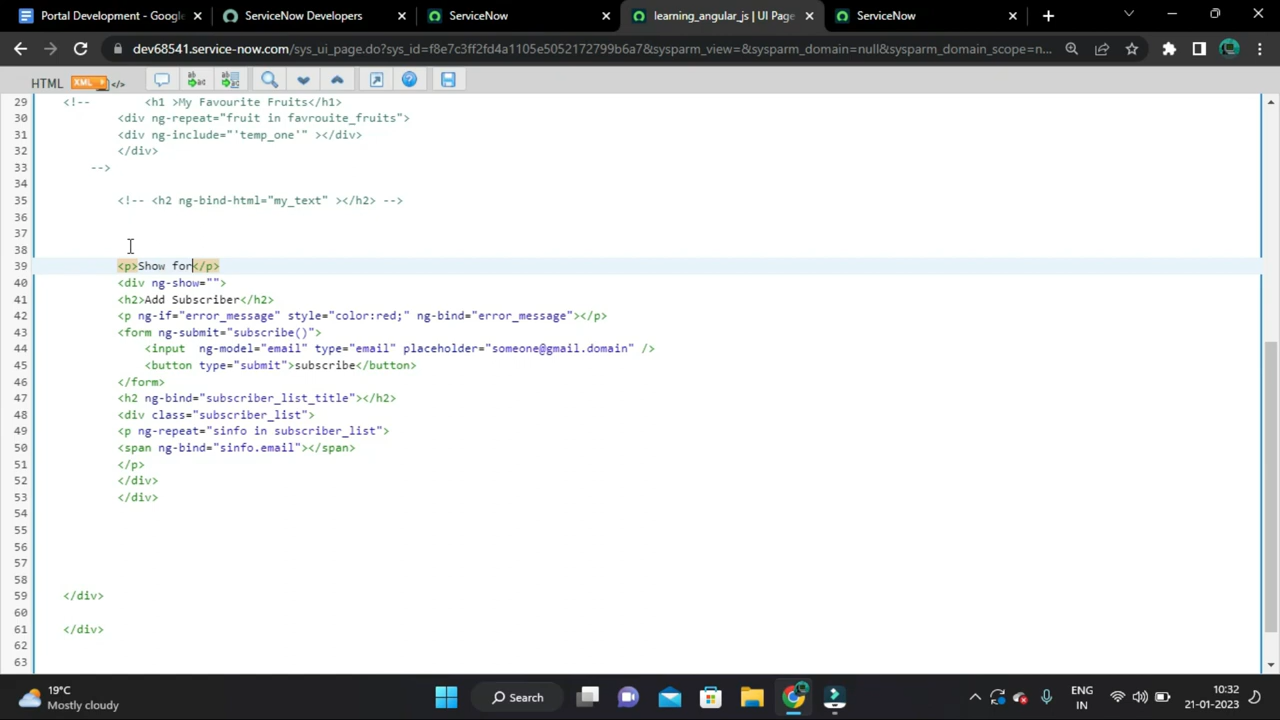 Portal Development - Google
ServiceNow Developers
ServiceNow
learning_angular_js | UI Page
ServiceNow
dev68541.service-now.com/sys_ui_page.do?sys_id=f8e7c3ff2fd4a1105e5052172799b6a7&sysparm_view=&sysparm_domain=null&sysparm_domain_scope=n...
HTML XML </>
29 <!-- <h1 >My Favourite Fruits</h1>
30 <div ng-repeat="fruit in favrouite_fruits">
31 <div ng-include="'temp_one'" ></div>
32 </div>
33 -->
34
35 <!-- <h2 ng-bind-html="my_text" ></h2> -->
36
37
38
39 <p>Show for</p>
40 <div ng-show="">
41 <h2>Add Subscriber</h2>
42 <p ng-if="error_message" style="color:red;" ng-bind="error_message"></p>
43 <form ng-submit="subscribe()">
44 <input ng-model="email" type="email" placeholder="someone@gmail.domain" />
45 <button type="submit">subscribe</button>
46 </form>
47 <h2 ng-bind="subscriber_list_title"></h2>
48 <div class="subscriber_list">
49 <p ng-repeat="sinfo in subscriber_list">
50 <span ng-bind="sinfo.email"></span>
51 </p>
52 </div>
53 </div>
54
55
56
57
58
59 </div>
60
61 </div>
62
63
19°C
Mostly cloudy
Search
ENG
IN
10:32
21-01-2023